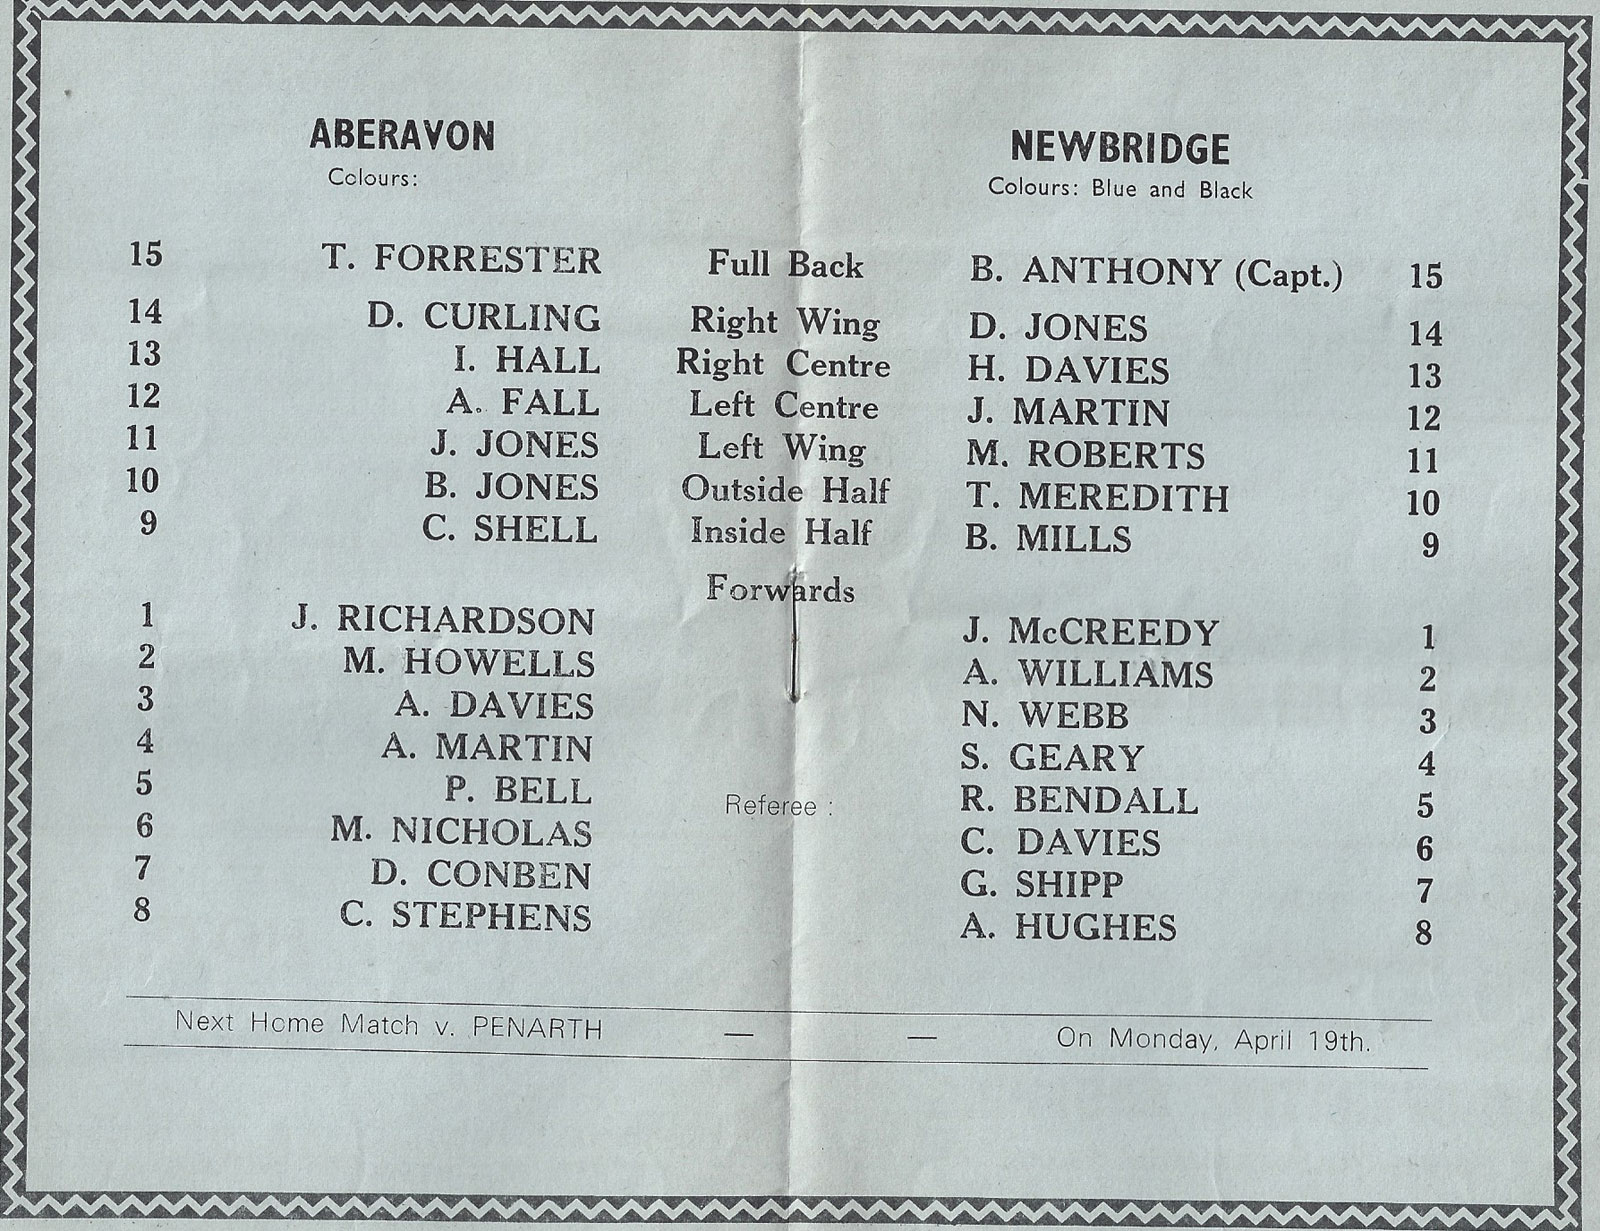 ABERAVON NEWBRIDGE
Colours: Colours: Blue and Black
15 T. FORRESTER Full Back B. ANTHONY (Capt.) 15
14 D. CURLING Right Wing D. JONES 14
13 I. HALL Right Centre H. DAVIES 13
12 A. FALL Left Centre J. MARTIN 12
11 J. JONES Left Wing M. ROBERTS 11
10 B. JONES Outside Half T. MEREDITH 10
9 C. SHELL Inside Half B. MILLS 9
Forwards
1 J. RICHARDSON J. McCREEDY 1
2 M. HOWELLS A. WILLIAMS 2
3 A. DAVIES N. WEBB 3
4 A. MARTIN S. GEARY 4
5 P. BELL Referee : R. BENDALL 5
6 M. NICHOLAS C. DAVIES 6
7 D. CONBEN G. SHIPP 7
8 C. STEPHENS A. HUGHES 8
Next Home Match v. PENARTH — — On Monday, April 19th.